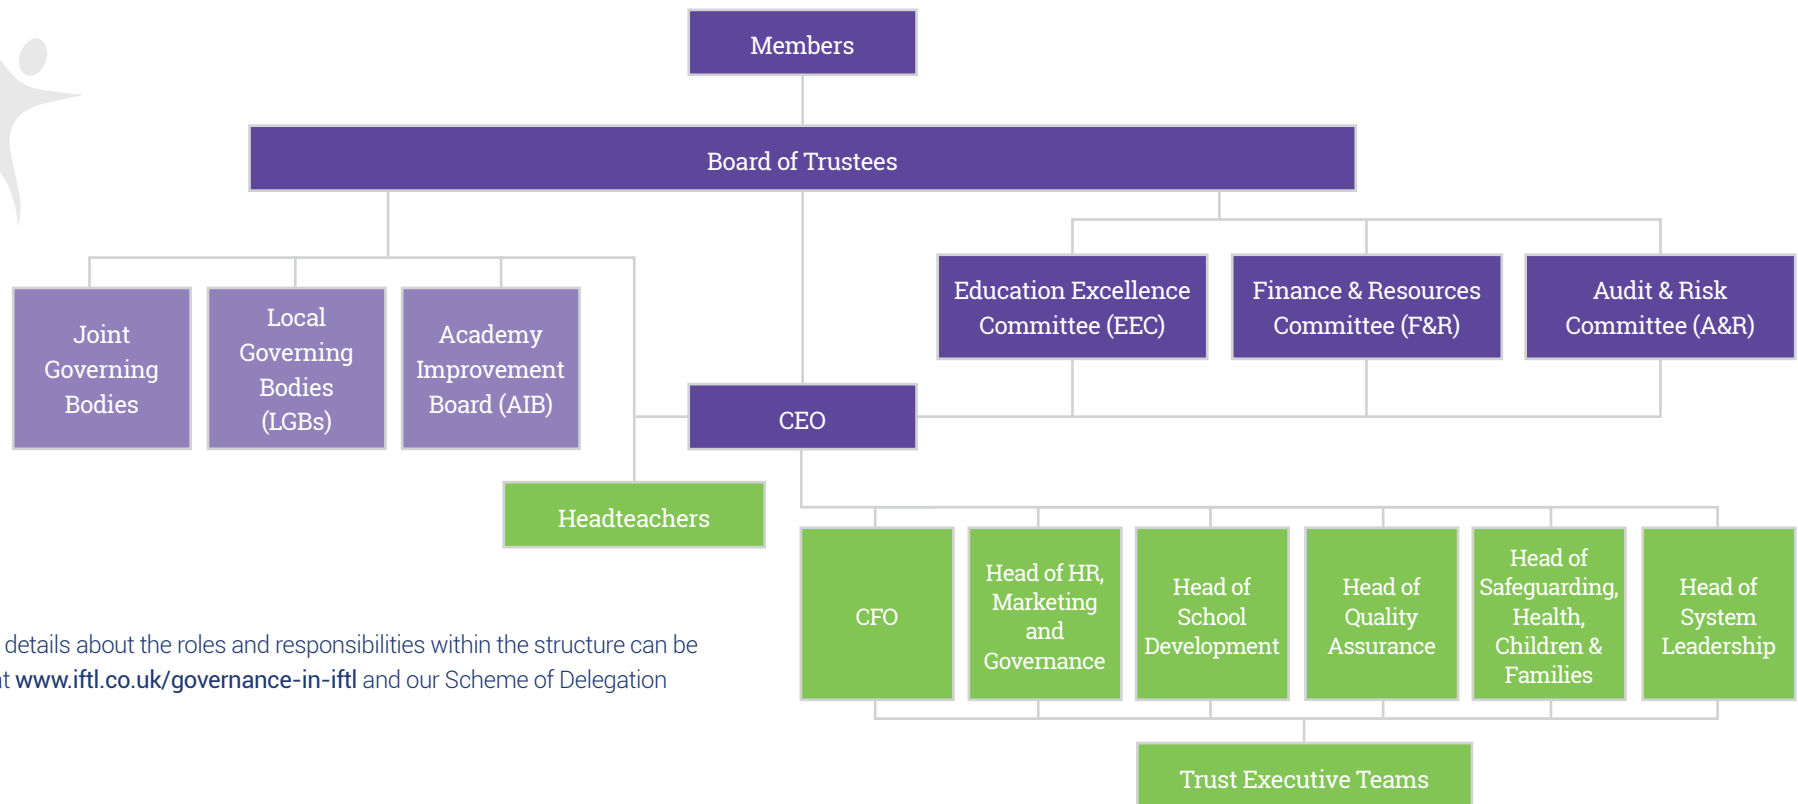 Members
Board of Trustees
Joint
Governing
Bodies
Local
Governing
Bodies
(LGBs)
Academy
Improvement
Board (AIB)
Education Excellence
Committee (EEC)
Finance & Resources
Committee (F&R)
Audit & Risk
Committee (A&R)
CEO
Headteachers
CFO
Head of HR,
Marketing
and
Governance
Head of
School
Development
Head of
Quality
Assurance
Head of
Safeguarding,
Health,
Children &
Families
Head of
System
Leadership
Trust Executive Teams
details about the roles and responsibilities within the structure can be
at www.iftl.co.uk/governance-in-iftl and our Scheme of Delegation